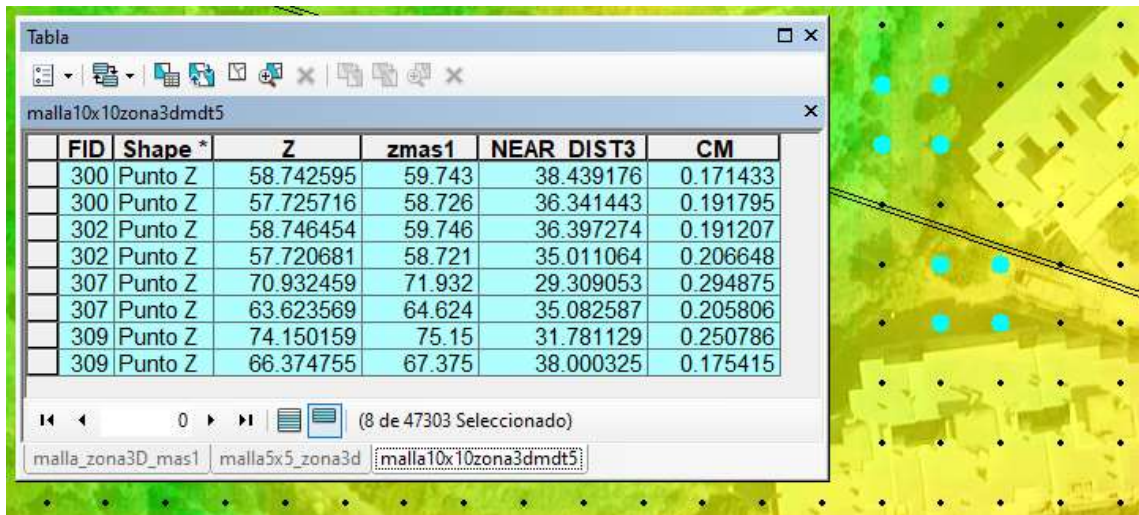 Tabla
malla10x10zona3dmdt5
FID Shape * Z zmas1 NEAR_DIST3 CM
300 Punto Z 58.742595 59.743 38.439176 0.171433
300 Punto Z 57.725716 58.726 36.341443 0.191795
302 Punto Z 58.746454 59.746 36.397274 0.191207
302 Punto Z 57.720681 58.721 35.011064 0.206648
307 Punto Z 70.932459 71.932 29.309053 0.294875
307 Punto Z 63.623569 64.624 35.082587 0.205806
309 Punto Z 74.150159 75.15 31.781129 0.250786
309 Punto Z 66.374755 67.375 38.000325 0.175415
0 (8 de 47303 Seleccionado)
malla_zona3D_mas1 malla5x5_zona3d malla10x10zona3dmdt5